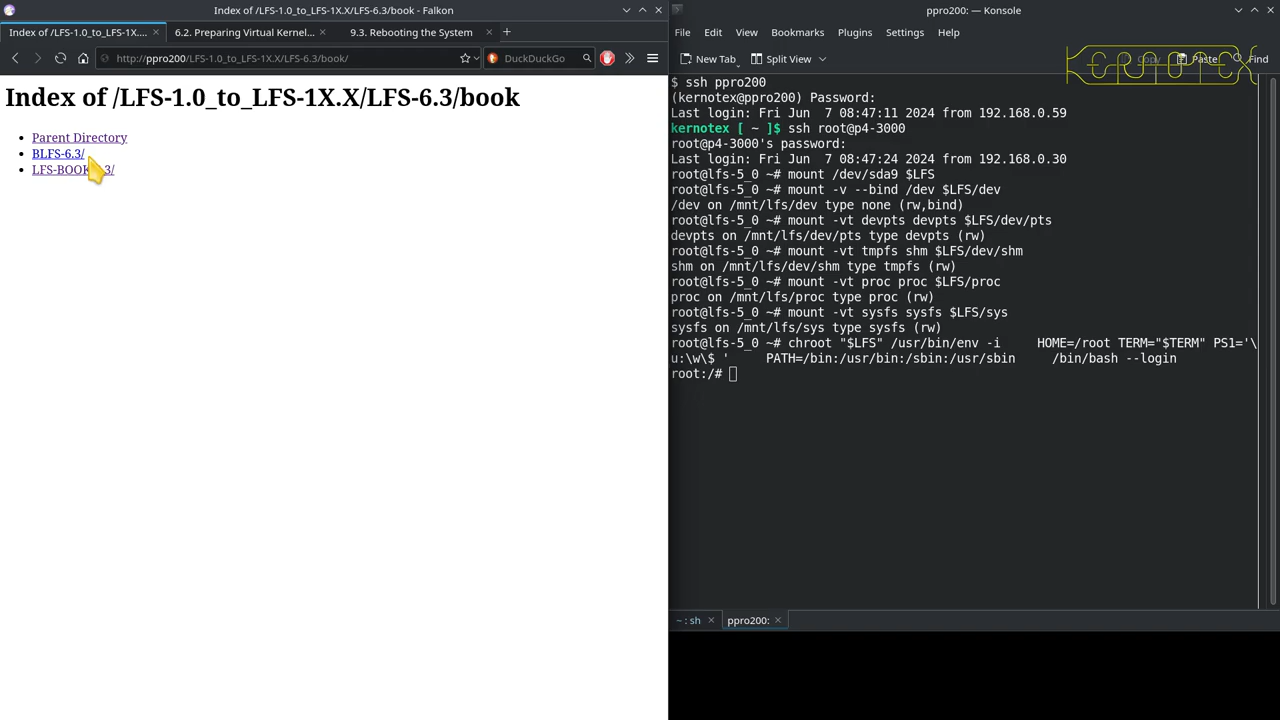 Index of /LFS-1.0_to_LFS-1X.X/LFS-6.3/book - Falkon
Index of /LFS-1.0_to_LFS-1X....
6.2. Preparing Virtual Kernel...
9.3. Rebooting the System
http://ppro200/LFS-1.0_to_LFS-1X.X/LFS-6.3/book/
DuckDuckGo
Index of /LFS-1.0_to_LFS-1X.X/LFS-6.3/book
Parent Directory
BLFS-6.3/
LFS-BOOK 3/
ppro200: — Konsole
File Edit View Bookmarks Plugins Settings Help
New Tab Split View Copy Paste Find
KERNOTEX
$ ssh ppro200
(kernotex@ppro200) Password:
Last login: Fri Jun  7 08:47:11 2024 from 192.168.0.59
kernotex [ ~ ]$ ssh root@p4-3000
root@p4-3000's password:
Last login: Fri Jun  7 08:47:24 2024 from 192.168.0.30
root@lfs-5_0 ~# mount /dev/sda9 $LFS
root@lfs-5_0 ~# mount -v --bind /dev $LFS/dev
/dev on /mnt/lfs/dev type none (rw,bind)
root@lfs-5_0 ~# mount -vt devpts devpts $LFS/dev/pts
devpts on /mnt/lfs/dev/pts type devpts (rw)
root@lfs-5_0 ~# mount -vt tmpfs shm $LFS/dev/shm
shm on /mnt/lfs/dev/shm type tmpfs (rw)
root@lfs-5_0 ~# mount -vt proc proc $LFS/proc
proc on /mnt/lfs/proc type proc (rw)
root@lfs-5_0 ~# mount -vt sysfs sysfs $LFS/sys
sysfs on /mnt/lfs/sys type sysfs (rw)
root@lfs-5_0 ~# chroot "$LFS" /usr/bin/env -i     HOME=/root TERM="$TERM" PS1='\
u:\w\$ '     PATH=/bin:/usr/bin:/sbin:/usr/sbin     /bin/bash --login
root:/#
~ : sh
ppro200: